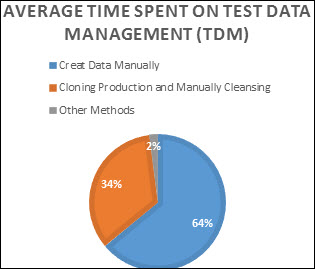 AVERAGE TIME SPENT ON TEST DATA
MANAGEMENT (TDM)
Creat Data Manually
Cloning Production and Manually Cleansing
Other Methods
2%
34%
64%